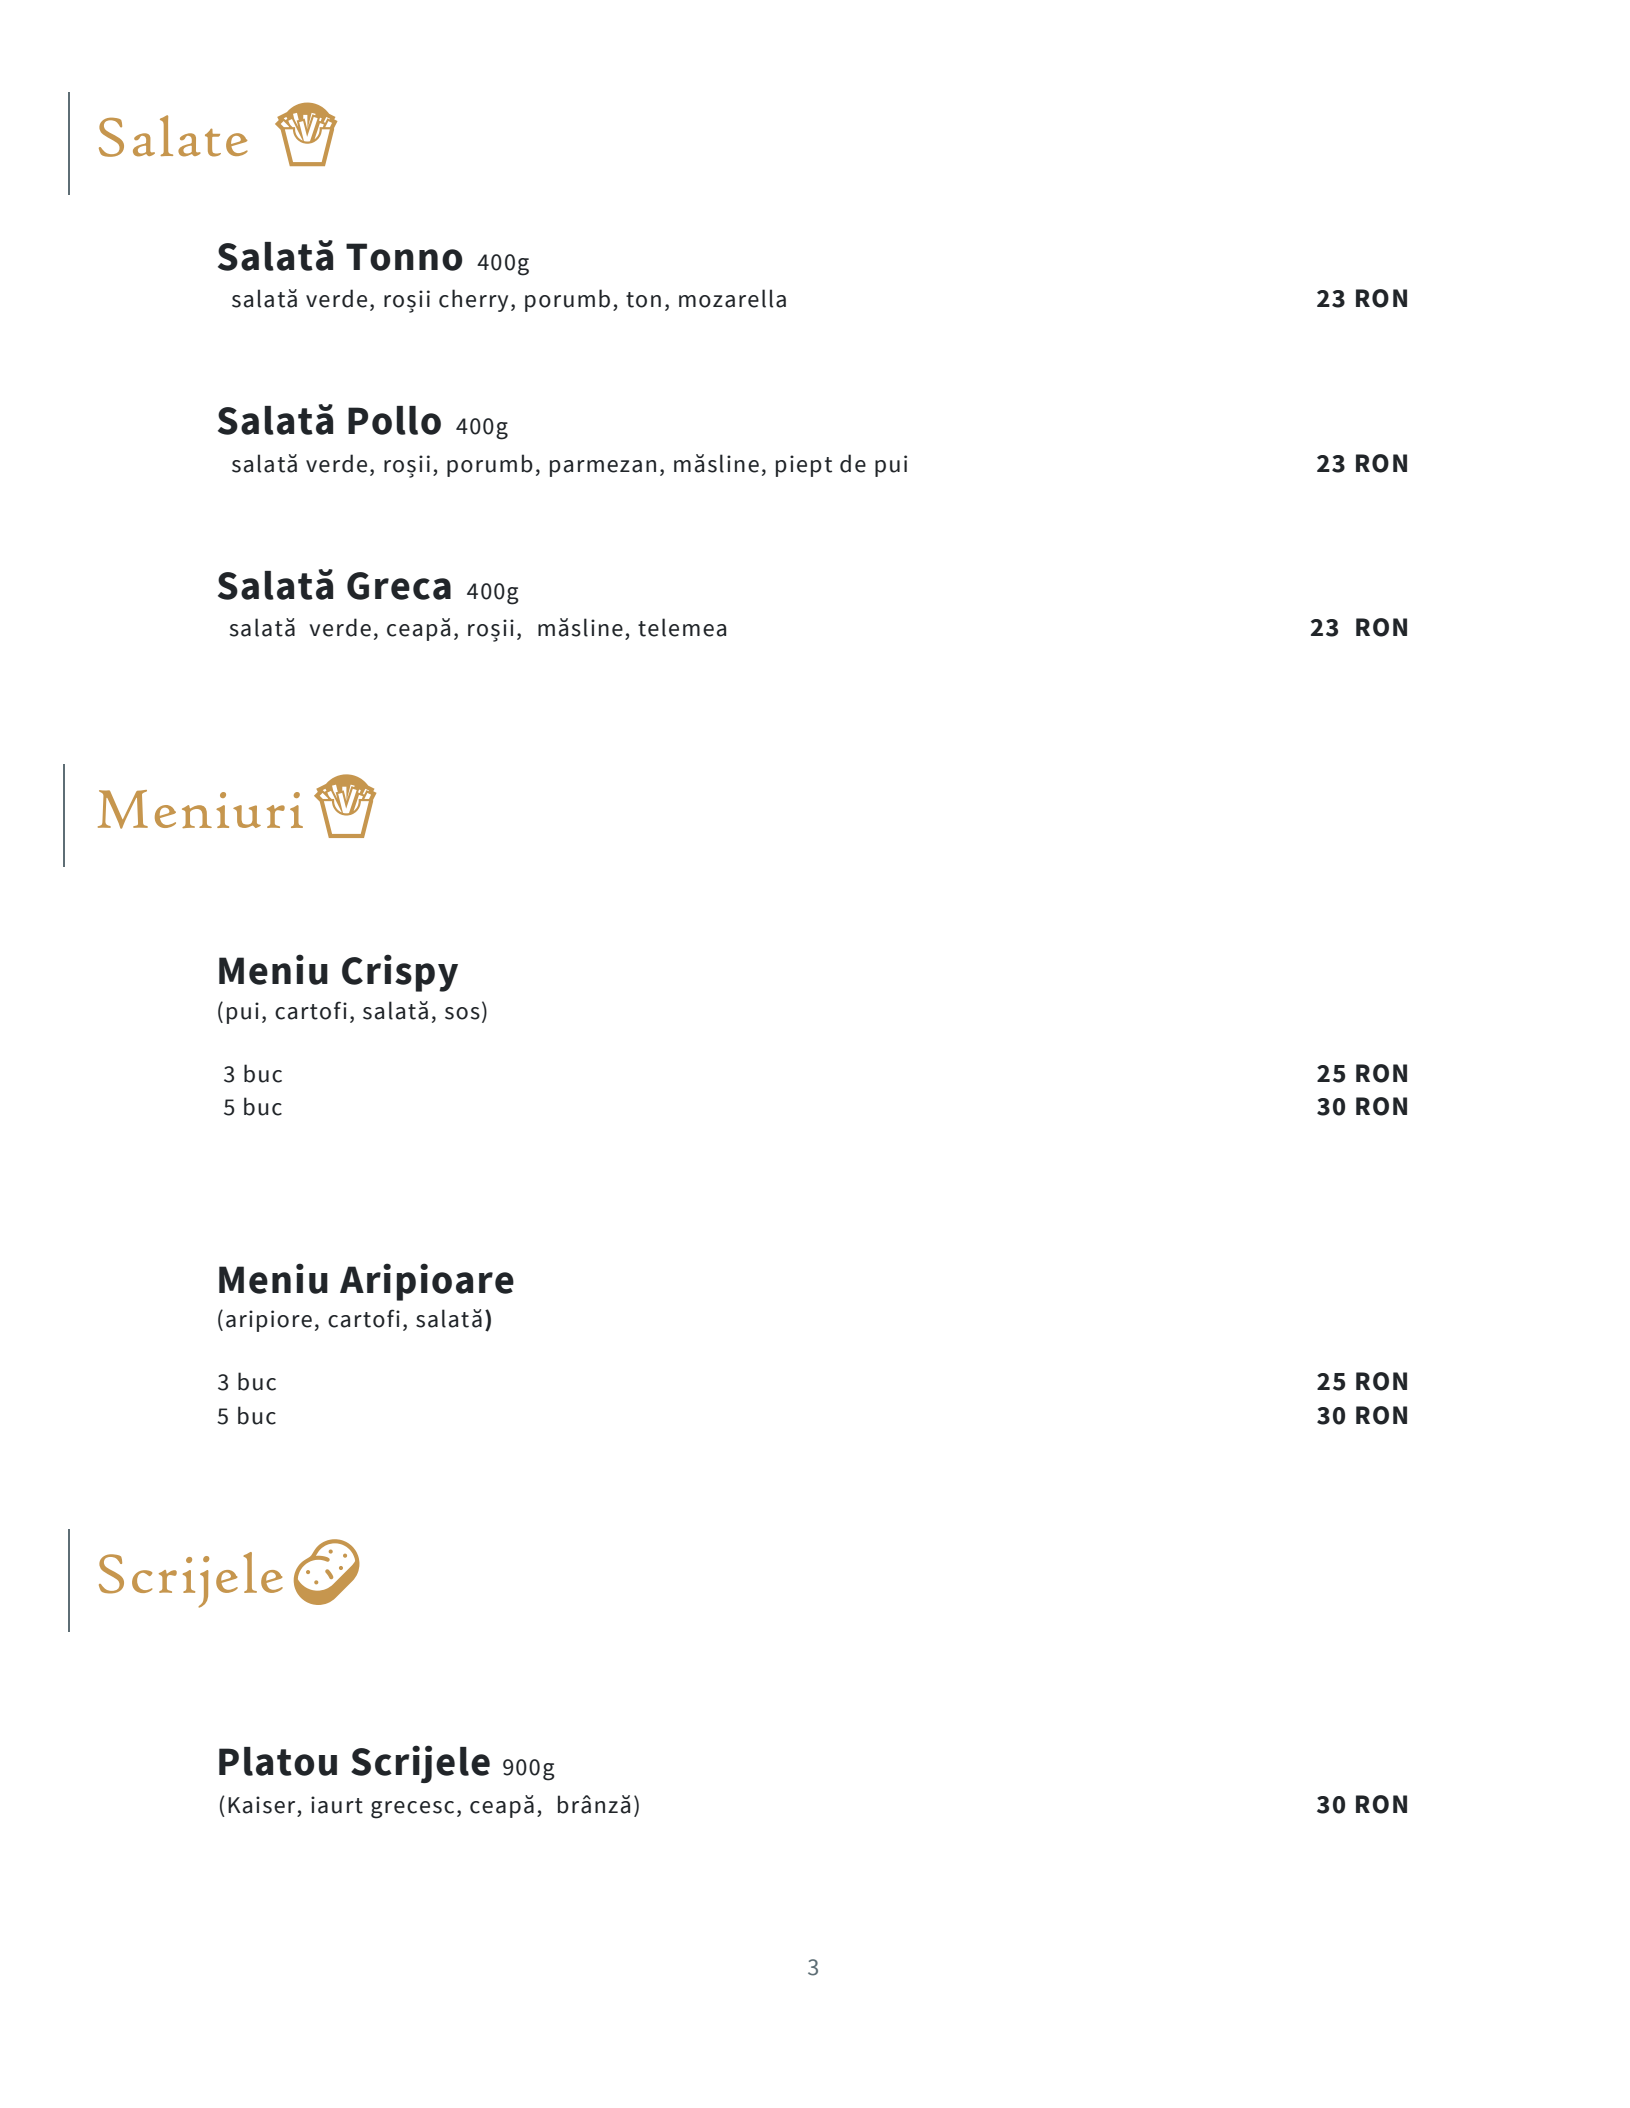 Salate
Salată Tonno 400g
salată verde, roșii cherry, porumb, ton, mozarella 23 RON
Salată Pollo 400g
salată verde, roșii, porumb, parmezan, măsline, piept de pui 23 RON
Salată Greca 400g
salată verde, ceapă, roșii, măsline, telemea 23 RON
Meniuri
Meniu Crispy
(pui, cartofi, salată, sos)
3 buc 25 RON
5 buc 30 RON
Meniu Aripioare
(aripiore, cartofi, salată)
3 buc 25 RON
5 buc 30 RON
Scrijele
Platou Scrijele 900g
(Kaiser, iaurt grecesc, ceapă, brânză) 30 RON
3